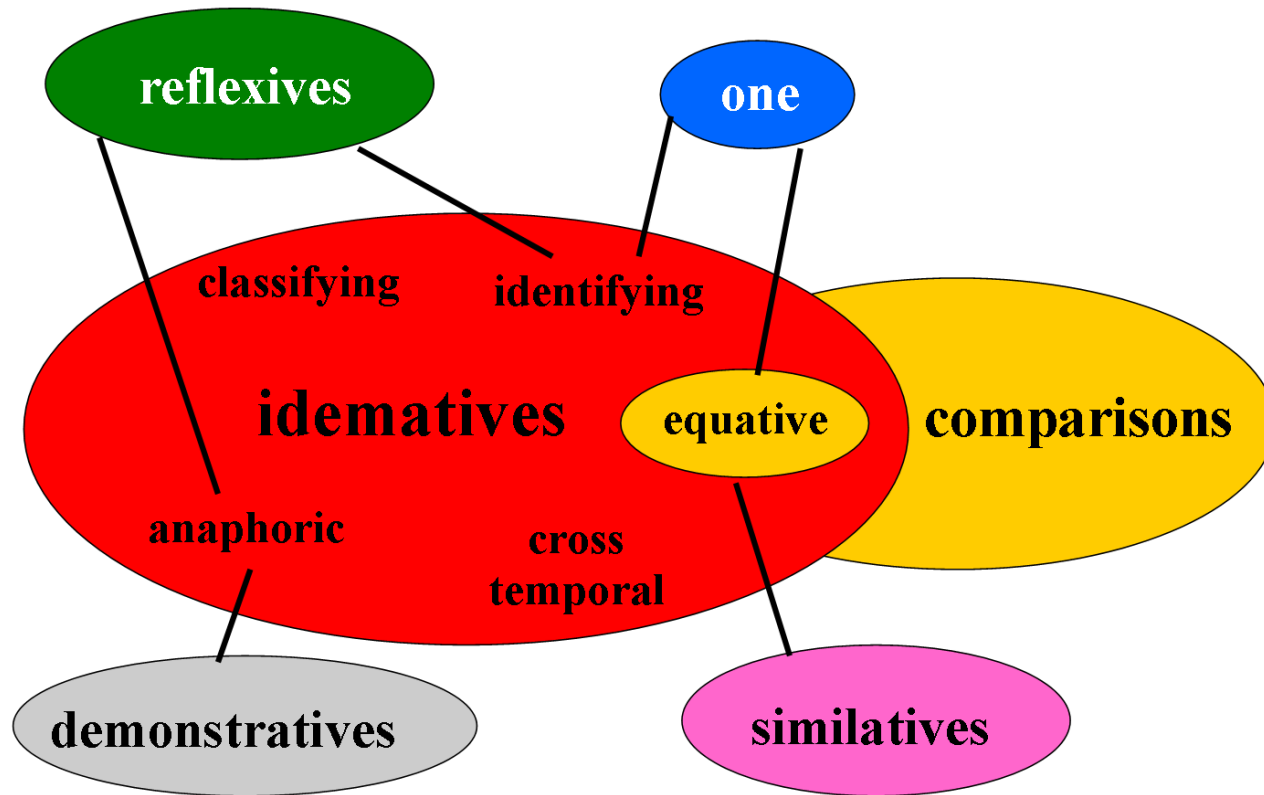 reflexives
one
classifying
identifying
idematives
equative
comparisons
anaphoric
cross
temporal
demonstratives
similatives